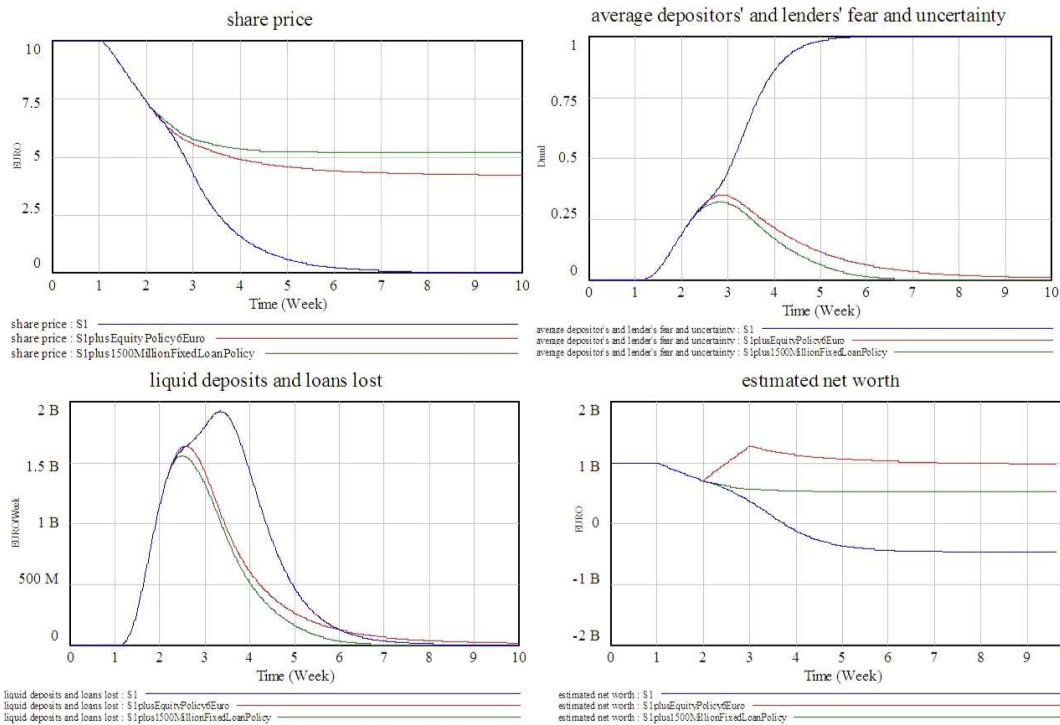 share price
10
7.5
5
2.5
0
EURO
0 1 2 3 4 5 6 7 8 9 10
Time (Week)
share price : S1
share price : S1plusEquityPolicy6Euro
share price : S1plus1500MillionFixedLoanPolicy
average depositors' and lenders' fear and uncertainty
1
0.75
0.5
0.25
0
Dmnl
0 1 2 3 4 5 6 7 8 9 10
Time (Week)
average depositor's and lender's fear and uncertainty : S1
average depositor's and lender's fear and uncertainty : S1plusEquityPolicy6Euro
average depositor's and lender's fear and uncertainty : S1plus1500MillionFixedLoanPolicy
liquid deposits and loans lost
2 B
1.5 B
1 B
500 M
0
EURO/Week
0 1 2 3 4 5 6 7 8 9 10
Time (Week)
liquid deposits and loans lost : S1
liquid deposits and loans lost : S1plusEquityPolicy6Euro
liquid deposits and loans lost : S1plus1500MillionFixedLoanPolicy
estimated net worth
2 B
1 B
0
-1 B
-2 B
EURO
0 1 2 3 4 5 6 7 8 9
Time (Week)
estimated net worth : S1
estimated net worth : S1plusEquityPolicy6Euro
estimated net worth : S1plus1500MillionFixedLoanPolicy